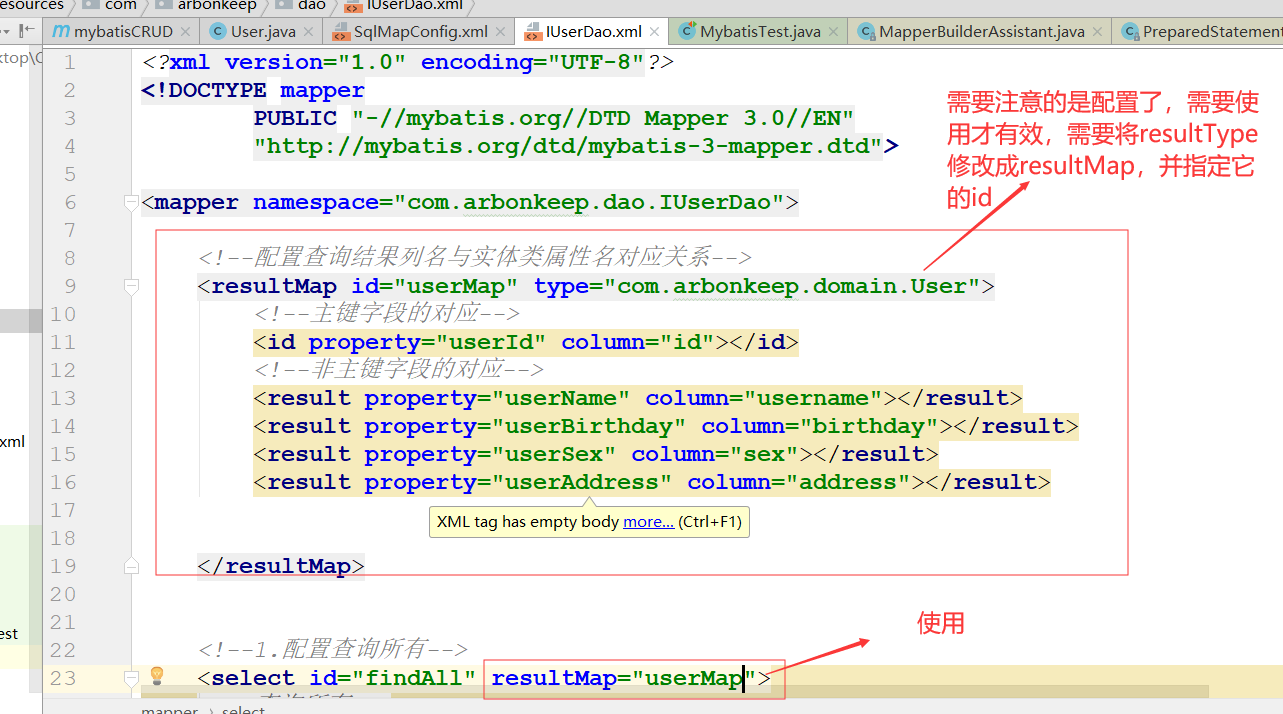 esources com arbonkeep dao IUserDao.xml
mybatisCRUD User.java SqlMapConfig.xml IUserDao.xml MybatisTest.java MapperBuilderAssistant.java PreparedStatement
ktop\C
xml
est
1 <?xml version="1.0" encoding="UTF-8"?>
2 <!DOCTYPE mapper
3 PUBLIC "-//mybatis.org//DTD Mapper 3.0//EN"
4 "http://mybatis.org/dtd/mybatis-3-mapper.dtd">
5
6 <mapper namespace="com.arbonkeep.dao.IUserDao">
7
需要注意的是配置了，需要使
用才有效，需要将resultType
修改成resultMap，并指定它
的id
8 <!--配置查询结果列名与实体类属性名对应关系-->
9 <resultMap id="userMap" type="com.arbonkeep.domain.User">
10 <!--主键字段的对应-->
11 <id property="userId" column="id"></id>
12 <!--非主键字段的对应-->
13 <result property="userName" column="username"></result>
14 <result property="userBirthday" column="birthday"></result>
15 <result property="userSex" column="sex"></result>
16 <result property="userAddress" column="address"></result>
17
XML tag has empty body more... (Ctrl+F1)
18
19 </resultMap>
20
21
使用
22 <!--1.配置查询所有-->
23 <select id="findAll" resultMap="userMap">
mapper › select